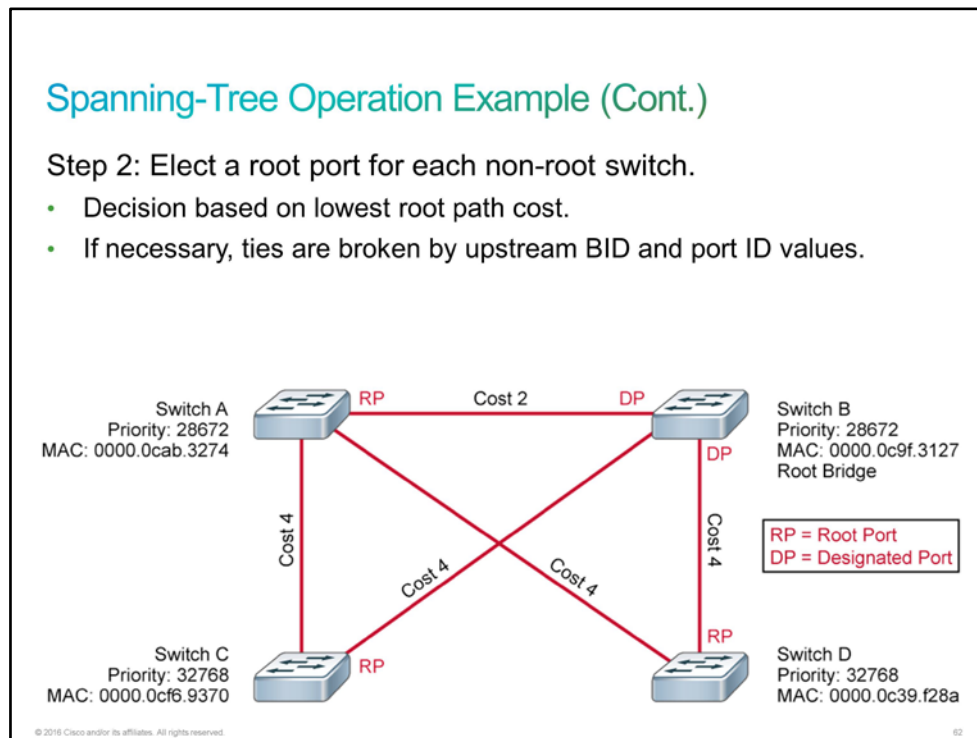 Spanning-Tree Operation Example (Cont.)
Step 2: Elect a root port for each non-root switch.
• Decision based on lowest root path cost.
• If necessary, ties are broken by upstream BID and port ID values.
Switch A
Priority: 28672
MAC: 0000.0cab.3274
RP
Cost 2
DP
Switch B
Priority: 28672
MAC: 0000.0c9f.3127
Root Bridge
DP
Cost 4
Cost 4
Cost 4
Cost 4
RP = Root Port
DP = Designated Port
Switch C
Priority: 32768
MAC: 0000.0cf6.9370
RP
RP
Switch D
Priority: 32768
MAC: 0000.0c39.f28a
© 2016 Cisco and/or its affiliates. All rights reserved.
62